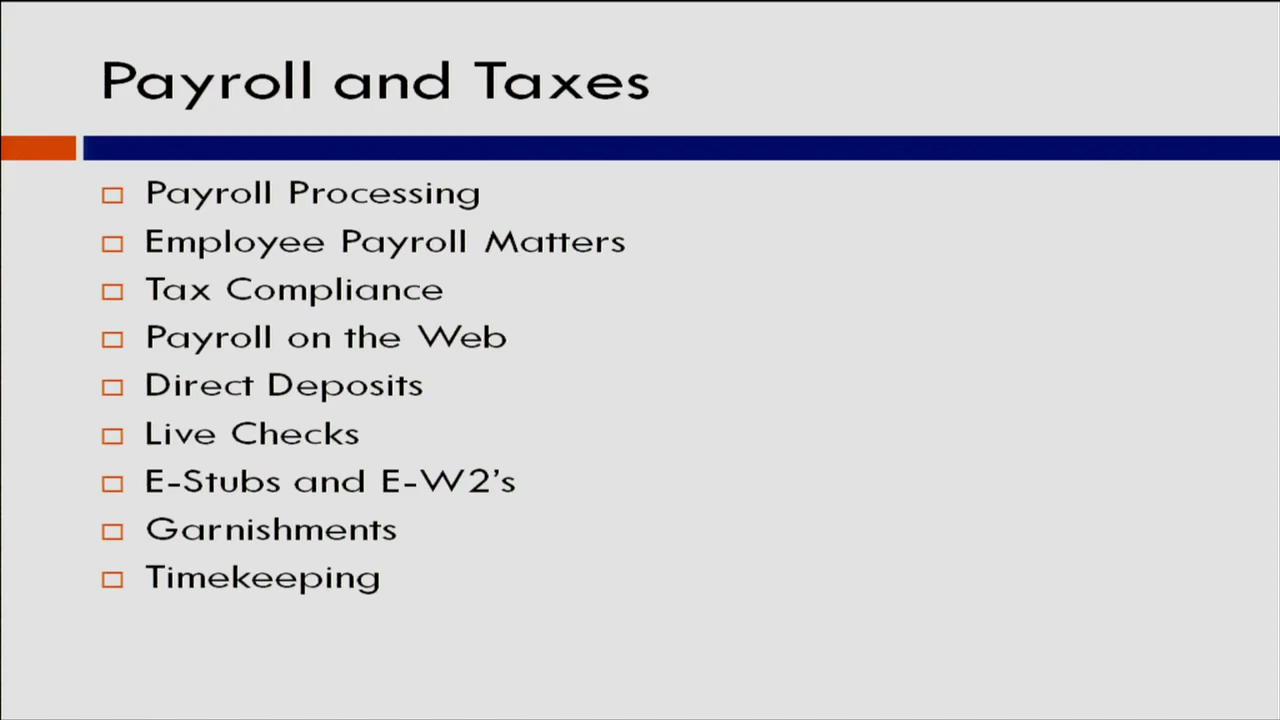 Payroll and Taxes
Payroll Processing
Employee Payroll Matters
Tax Compliance
Payroll on the Web
Direct Deposits
Live Checks
E-Stubs and E-W2’s
Garnishments
Timekeeping